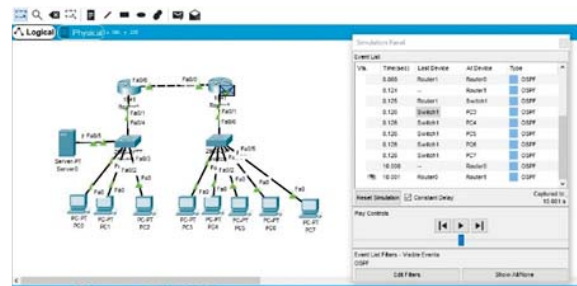 Logical
Physical
Simulation Panel
Event List
Vis. Time(sec) Last Device At Device Type
0.000 Router1 Router0 OSPF
0.124 -- Router1 OSPF
0.125 Router1 Switch1 OSPF
0.126 Switch1 PC3 OSPF
0.126 Switch1 PC4 OSPF
0.126 Switch1 PC5 OSPF
0.126 Switch1 PC6 OSPF
0.126 Switch1 PC7 OSPF
10.000 -- Router0 OSPF
10.001 Router0 Router1 OSPF
Reset Simulation Constant Delay Captured to:
10.001 s
Play Controls
Event List Filters - Visible Events
OSPF
Edit Filters Show All/None
Fa0/0 Fa0/0
Fa0/1 Fa0/1
Fa0/4 Fa0/6
Fa0/5
Server-PT
Server0
Fa0 Fa0 Fa0 Fa0 Fa0 Fa0
PC-PT PC-PT PC-PT PC-PT PC-PT PC-PT PC-PT
PC0 PC1 PC2 PC3 PC4 PC5 PC6
PC-PT
PC7